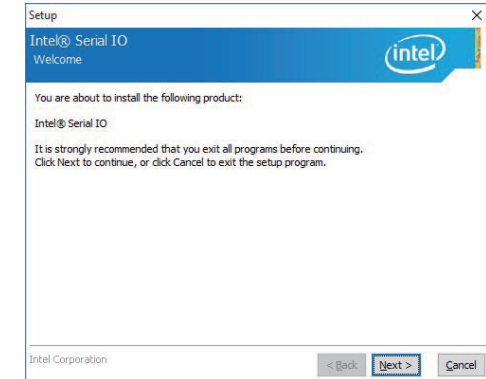 Setup
Intel® Serial IO
Welcome
intel
You are about to install the following product:
Intel® Serial IO
It is strongly recommended that you exit all programs before continuing.
Click Next to continue, or click Cancel to exit the setup program.
Intel Corporation
< Back Next > Cancel